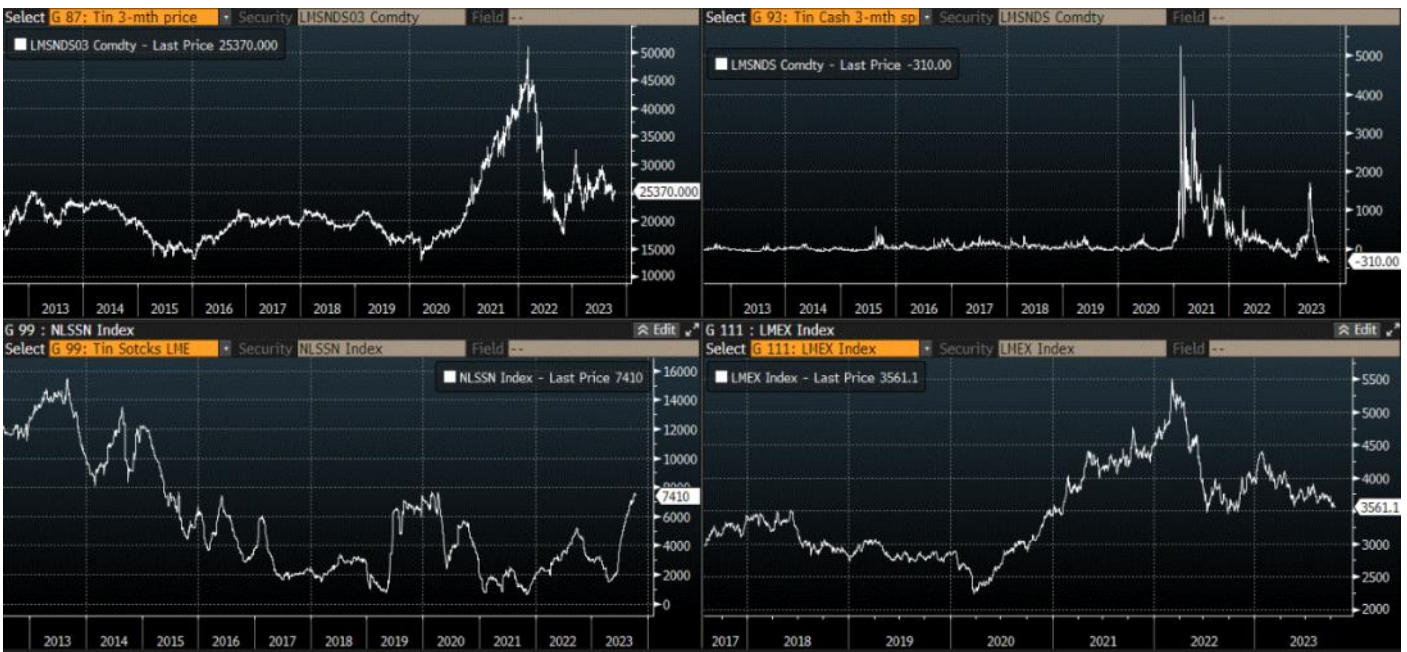 Select G 87: Tin 3-mth price Security LMSNDS03 Comdty Field --
LMSNDS03 Comdty - Last Price 25370.000
50000
45000
40000
35000
30000
25370.000
20000
15000
10000
2013 2014 2015 2016 2017 2018 2019 2020 2021 2022 2023
Select G 93: Tin Cash 3-mth sp Security LMSNDS Comdty Field --
LMSNDS Comdty - Last Price -310.00
5000
4000
3000
2000
1000
0
-310.00
2013 2014 2015 2016 2017 2018 2019 2020 2021 2022 2023
G 99 : NLSSN Index Edit
Select G 99: Tin Sotcks LME Security NLSSN Index Field --
NLSSN Index - Last Price 7410
16000
14000
12000
10000
8000
7410
6000
4000
2000
0
2013 2014 2015 2016 2017 2018 2019 2020 2021 2022 2023
G 111 : LMEX Index Edit
Select G 111: LMEX Index Security LMEX Index Field --
LMEX Index - Last Price 3561.1
5500
5000
4500
4000
3561.1
3000
2500
2000
2017 2018 2019 2020 2021 2022 2023